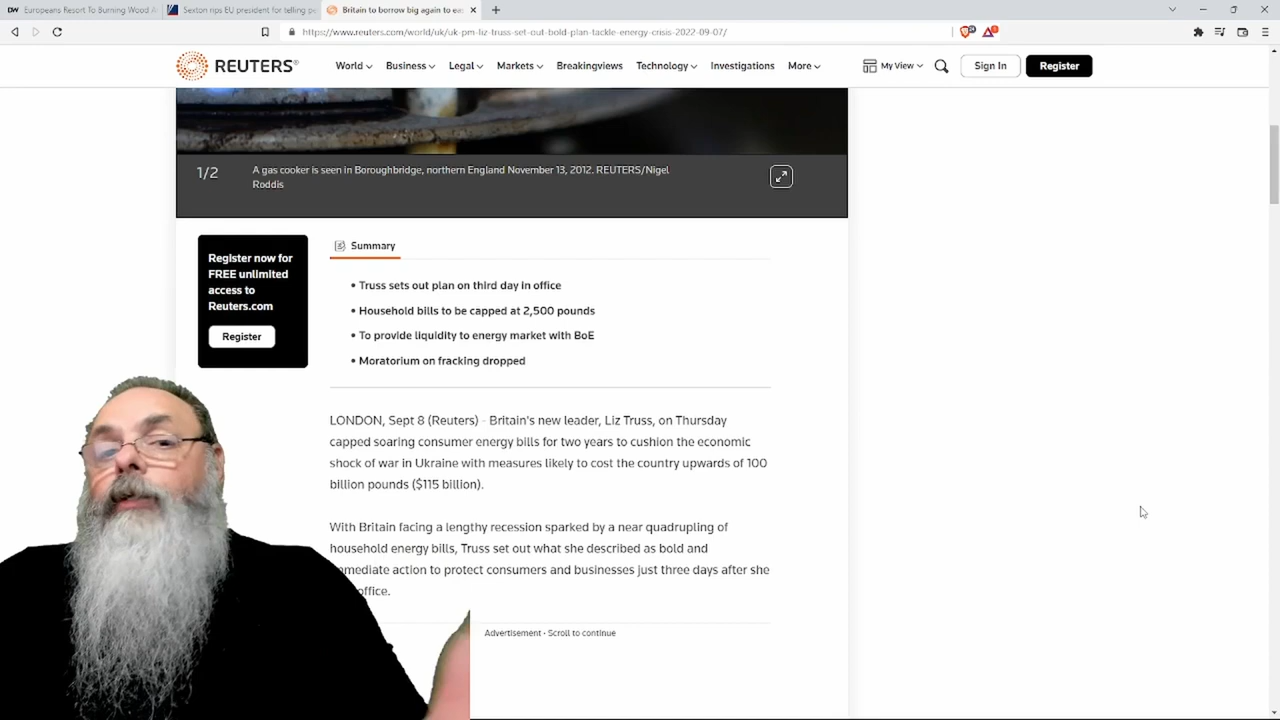 Europeans Resort To Burning Wood A
Sexton nps EU president for telling pe
Britain to borrow big again to ea
https://www.reuters.com/world/uk/uk-pm-liz-truss-set-out-bold-plan-tackle-energy-crisis-2022-09-07/
REUTERS®
World Business Legal Markets Breakingviews Technology Investigations More
My View
Sign In
Register
1/2
A gas cooker is seen in Boroughbridge, northern England November 13, 2012. REUTERS/Nigel
Roddis
Register now for
FREE unlimited
access to
Reuters.com
Register
Summary
• Truss sets out plan on third day in office
• Household bills to be capped at 2,500 pounds
• To provide liquidity to energy market with BoE
• Moratorium on fracking dropped
LONDON, Sept 8 (Reuters) - Britain's new leader, Liz Truss, on Thursday
capped soaring consumer energy bills for two years to cushion the economic
shock of war in Ukraine with measures likely to cost the country upwards of 100
billion pounds ($115 billion).
With Britain facing a lengthy recession sparked by a near quadrupling of
household energy bills, Truss set out what she described as bold and
mmediate action to protect consumers and businesses just three days after she
office.
Advertisement · Scroll to continue